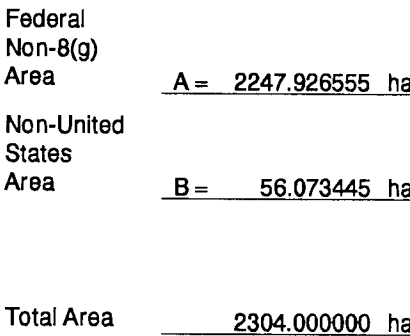 Federal
Non-8(g)
Area A = 2247.926555 ha
Non-United
States
Area B = 56.073445 ha
Total Area 2304.000000 ha